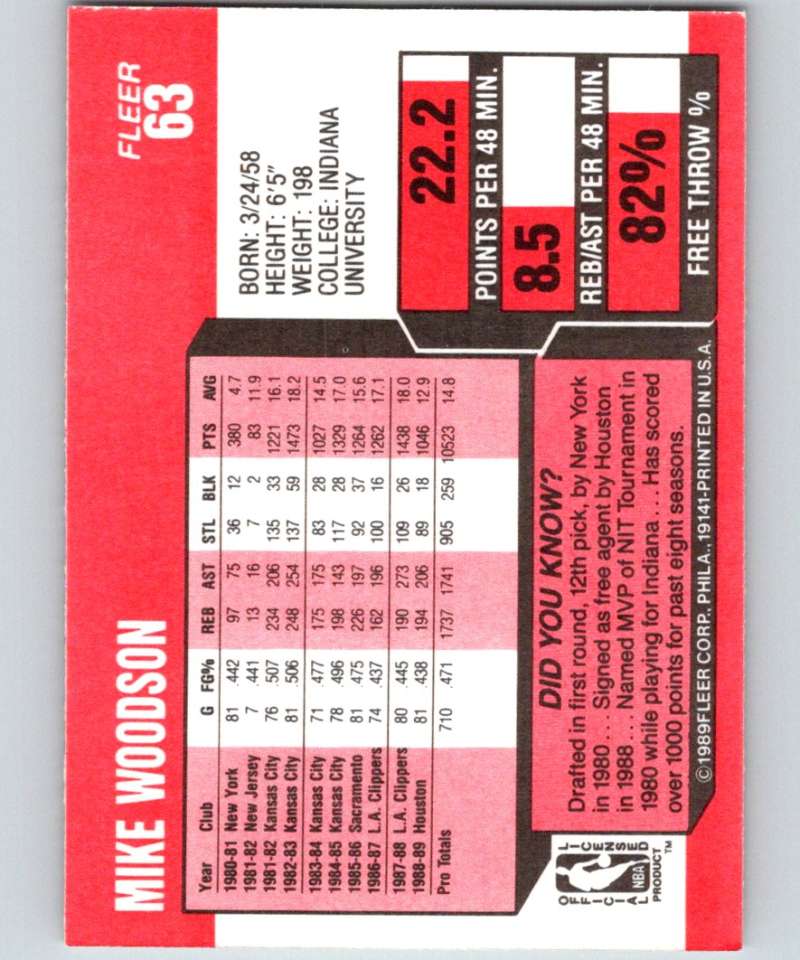 MIKE WOODSON
FLEER
63
BORN: 3/24/58
HEIGHT: 6'5"
WEIGHT: 198
COLLEGE: INDIANA
UNIVERSITY
Year Club G FG% REB AST STL BLK PTS AVG
1980-81 New York 81 .442 97 75 36 12 380 4.7
1981-82 New Jersey 7 .441 13 16 7 2 83 11.9
1981-82 Kansas City 76 .507 234 206 135 33 1221 16.1
1982-83 Kansas City 81 .506 248 254 137 59 1473 18.2
1983-84 Kansas City 71 .477 175 175 83 28 1027 14.5
1984-85 Kansas City 78 .496 198 143 117 28 1329 17.0
1985-86 Sacramento 81 .475 226 197 92 37 1264 15.6
1986-87 L.A. Clippers 74 .437 162 196 100 16 1262 17.1
1987-88 L.A. Clippers 80 .445 190 273 109 26 1438 18.0
1988-89 Houston 81 .438 194 206 89 18 1046 12.9
Pro Totals 710 .471 1737 1741 905 259 10523 14.8
22.2
POINTS PER 48 MIN.
8.5
REB/AST PER 48 MIN.
82%
FREE THROW %
DID YOU KNOW?
Drafted in first round, 12th pick, by New York
in 1980... Signed as free agent by Houston
in 1988... Named MVP of NIT Tournament in
1980 while playing for Indiana... Has scored
over 1000 points for past eight seasons.
OFFICIAL
LICENSED
NBA
PRODUCT™
©1989 FLEER CORP., PHILA., 19141-PRINTED IN U.S.A.